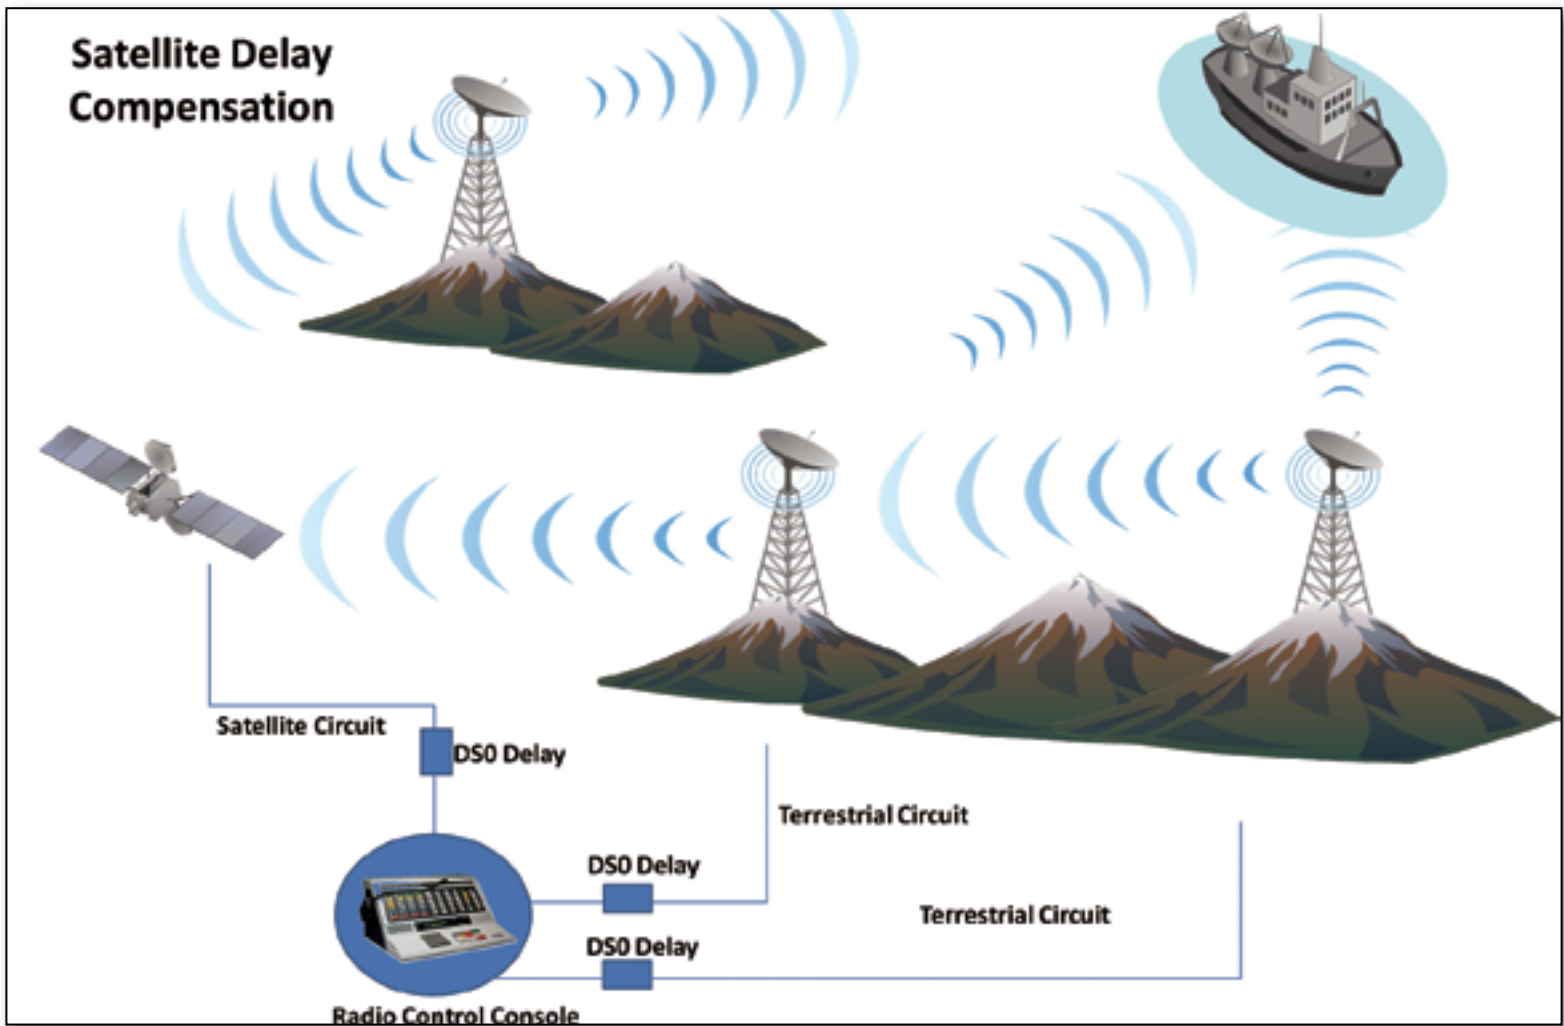 Satellite Delay
Compensation
Satellite Circuit
DS0 Delay
Terrestrial Circuit
DS0 Delay
Terrestrial Circuit
DS0 Delay
Radio Control Console